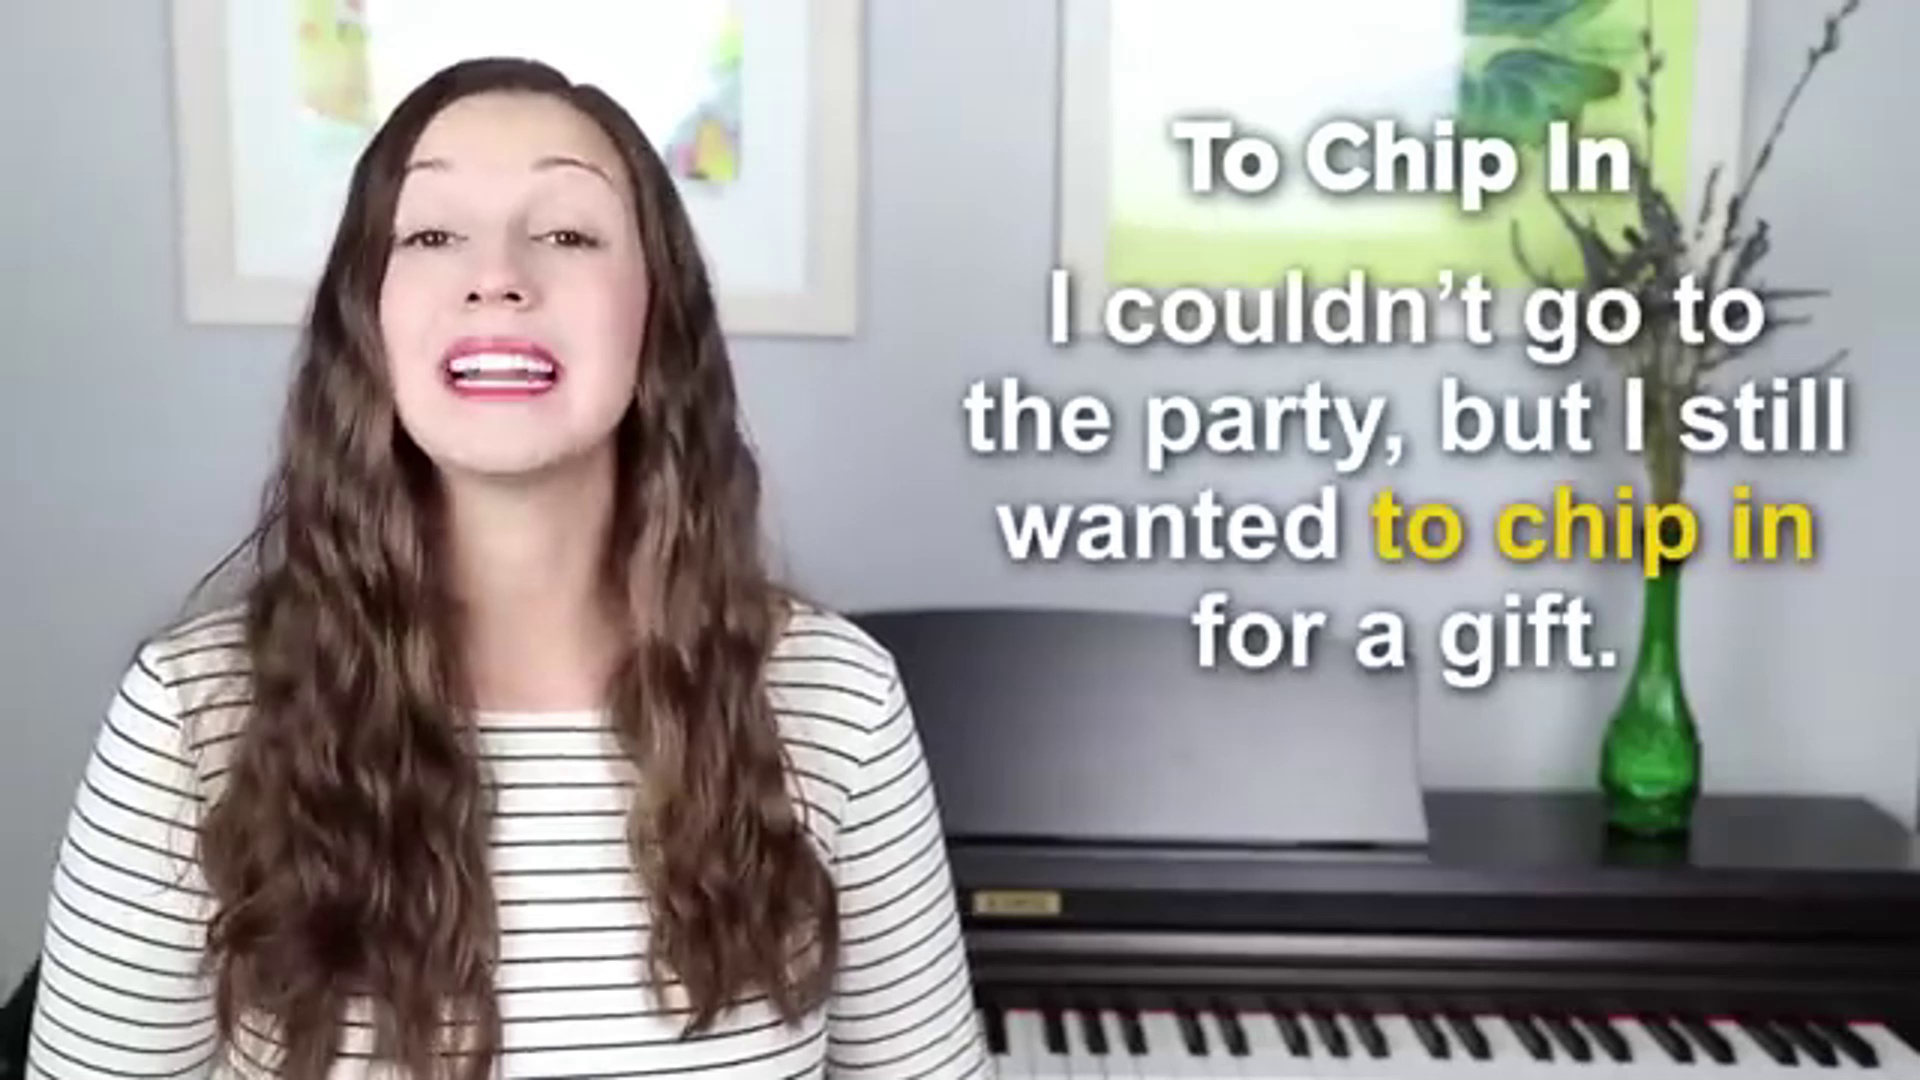 To Chip In
I couldn’t go to
the party, but I still
wanted to chip in
for a gift.